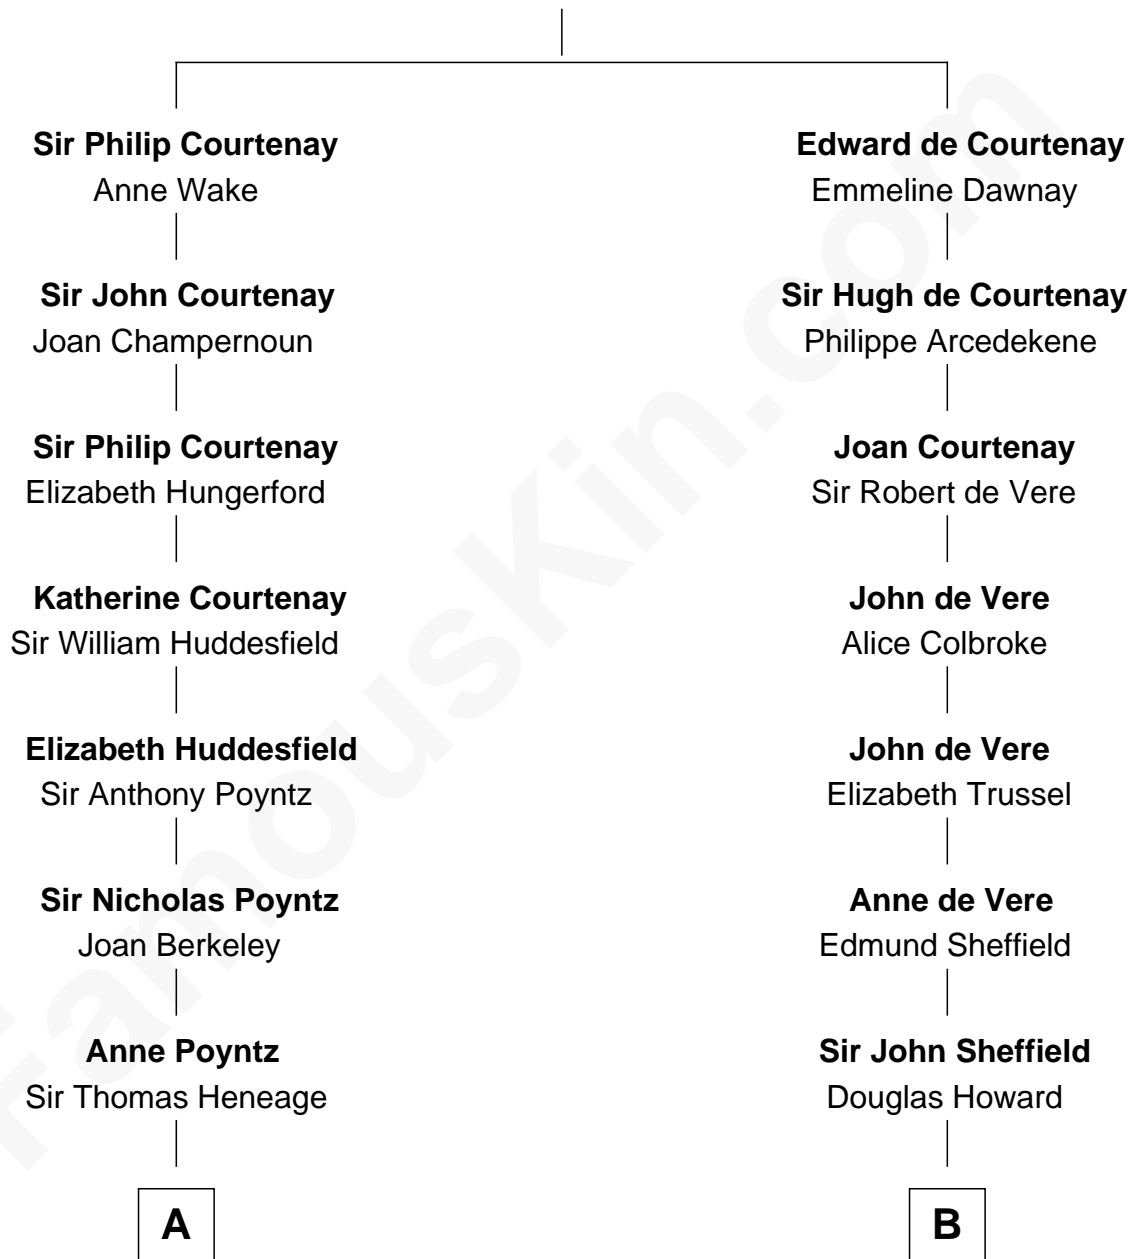 Sir Philip Courtenay
Anne Wake
Sir John Courtenay
Joan Champernoun
Sir Philip Courtenay
Elizabeth Hungerford
Katherine Courtenay
Sir William Huddesfield
Elizabeth Huddesfield
Sir Anthony Poyntz
Sir Nicholas Poyntz
Joan Berkeley
Anne Poyntz
Sir Thomas Heneage
A
Edward de Courtenay
Emmeline Dawnay
Sir Hugh de Courtenay
Philippe Arcedekene
Joan Courtenay
Sir Robert de Vere
John de Vere
Alice Colbroke
John de Vere
Elizabeth Trussel
Anne de Vere
Edmund Sheffield
Sir John Sheffield
Douglas Howard
B
FamousKin.com